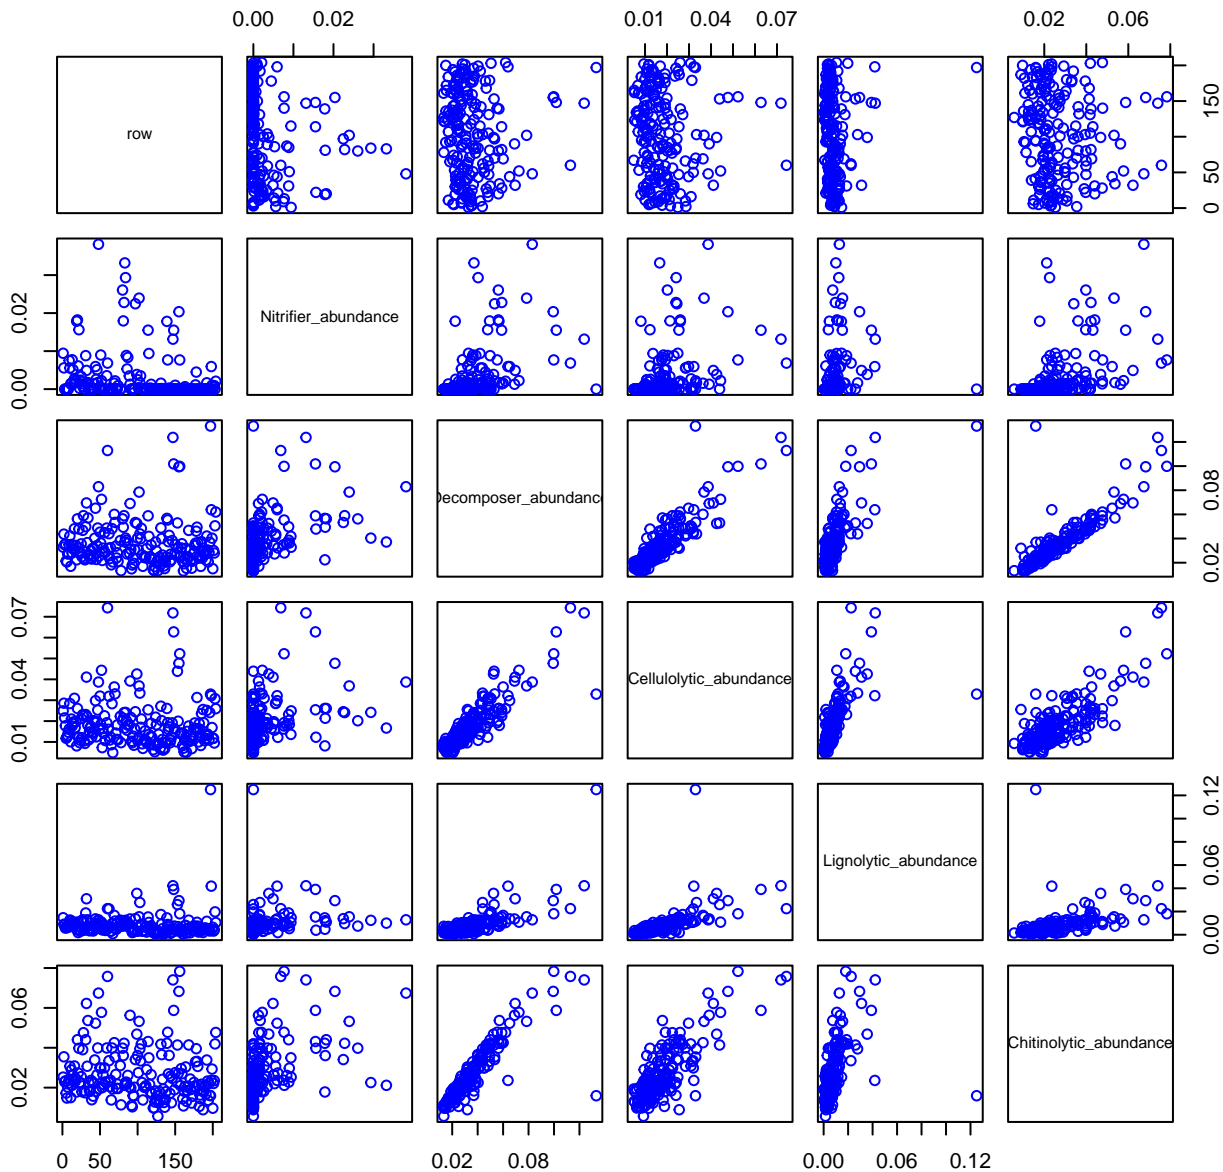 0.00 0.02 0.01 0.04 0.07 0.02 0.06
row 0 50 150
0.00 0.02 Nitrifier_abundance
Decomposer_abundanc 0.02 0.08
0.01 0.04 0.07 Cellulolytic_abundance
Lignolytic_abundance 0.00 0.06 0.12
0.02 0.06 Chitinolytic_abundance
0 50 150 0.02 0.08 0.00 0.06 0.12